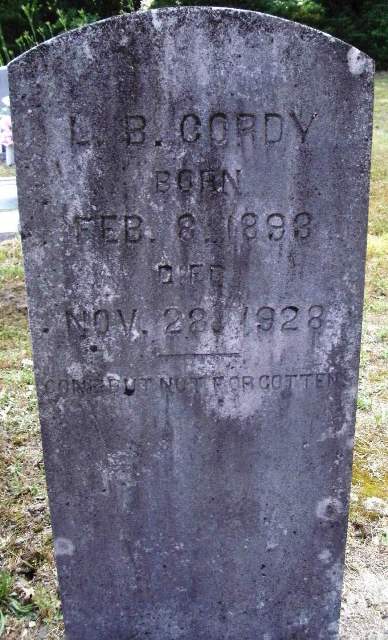 L. B. CORDY
BORN
FEB. 8, 1893
DIED
NOV. 28, 1928
GONE BUT NOT FORGOTTEN